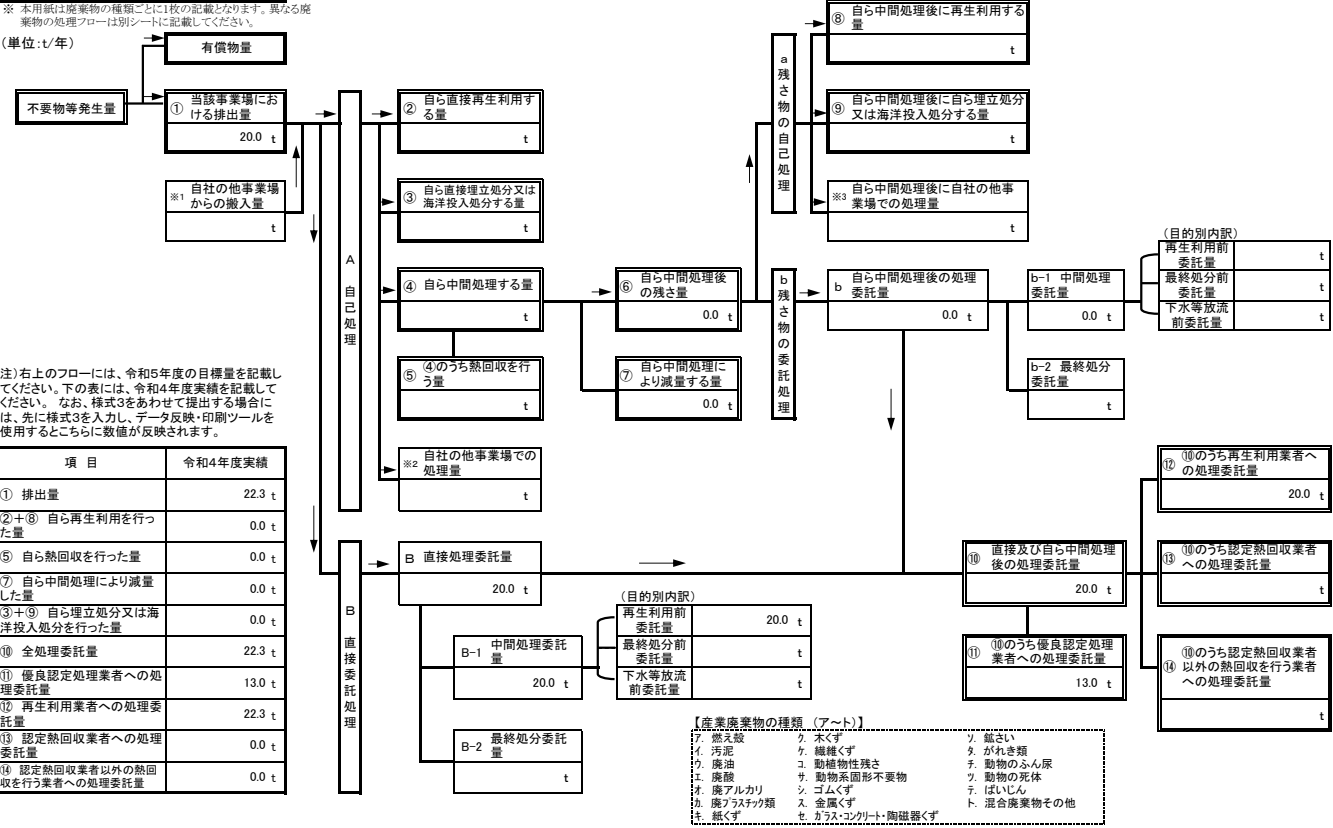 ※ 本用紙は廃棄物の種類ごとに1枚の記載となります。異なる廃
棄物の処理フローは別シートに記載してください。
(単位:t/年)
有償物量
不要物等発生量
① 当該事業場にお
ける排出量
20.0 t
※1 自社の他事業場
からの搬入量
t
A 自己処理
② 自ら直接再生利用す
る量
t
③ 自ら直接埋立処分又は
海洋投入処分する量
t
④ 自ら中間処理する量
t
⑤ ④のうち熱回収を行
う量
t
※2 自社の他事業場での
処理量
t
⑥ 自ら中間処理後
の残さ量
0.0 t
⑦ 自ら中間処理に
より減量する量
0.0 t
a 残さ物の自己処理
⑧ 自ら中間処理後に再生利用する
量
t
⑨ 自ら中間処理後に自ら埋立処分
又は海洋投入処分する量
t
※3 自ら中間処理後に自社の他事
業場での処理量
t
b 残さ物の委託処理
b 自ら中間処理後の処理
委託量
0.0 t
b-1 中間処理
委託量
0.0 t
b-2 最終処分
委託量
t
(目的別内訳)
再生利用前
委託量
t
最終処分前
委託量
t
下水等放流
前委託量
t
注)右上のフローには、令和5年度の目標量を記載し
てください。下の表には、令和4年度実績を記載して
ください。 なお、様式3をあわせて提出する場合に
は、先に様式3を入力し、データ反映・印刷ツールを
使用するとこちらに数値が反映されます。
項 目 令和4年度実績
① 排出量 22.3 t
②+⑧ 自ら再生利用を行っ
た量 0.0 t
⑤ 自ら熱回収を行った量 0.0 t
⑦ 自ら中間処理により減量
した量 0.0 t
③+⑨ 自ら埋立処分又は海
洋投入処分を行った量 0.0 t
⑩ 全処理委託量 22.3 t
⑪ 優良認定処理業者への処
理委託量 13.0 t
⑫ 再生利用業者への処理委
託量 22.3 t
⑬ 認定熱回収業者への処理
委託量 0.0 t
⑭ 認定熱回収業者以外の熱回
収を行う業者への処理委託量 0.0 t
B 直接委託処理
B 直接処理委託量
20.0 t
B-1 中間処理委託
量
20.0 t
B-2 最終処分委託
量
t
(目的別内訳)
再生利用前
委託量
20.0 t
最終処分前
委託量
t
下水等放流
前委託量
t
⑩ 直接及び自ら中間処理
後の処理委託量
20.0 t
⑪ ⑩のうち優良認定処理
業者への処理委託量
13.0 t
⑫ ⑩のうち再生利用業者へ
の処理委託量
20.0 t
⑬ ⑩のうち認定熱回収業者
への処理委託量
t
⑭ ⑩のうち認定熱回収業者
以外の熱回収を行う業者
への処理委託量
t
【産業廃棄物の種類 (ア~ト)】
ア. 燃え殻
イ. 汚泥
ウ. 廃油
エ. 廃酸
オ. 廃アルカリ
カ. 廃プラスチック類
キ. 紙くず
ク. 木くず
ケ. 繊維くず
コ. 動植物性残さ
サ. 動物系固形不要物
シ. ゴムくず
ス. 金属くず
セ. ガラス・コンクリート・陶磁器くず
ソ. 鉱さい
タ. がれき類
チ. 動物のふん尿
ツ. 動物の死体
テ. ばいじん
ト. 混合廃棄物その他